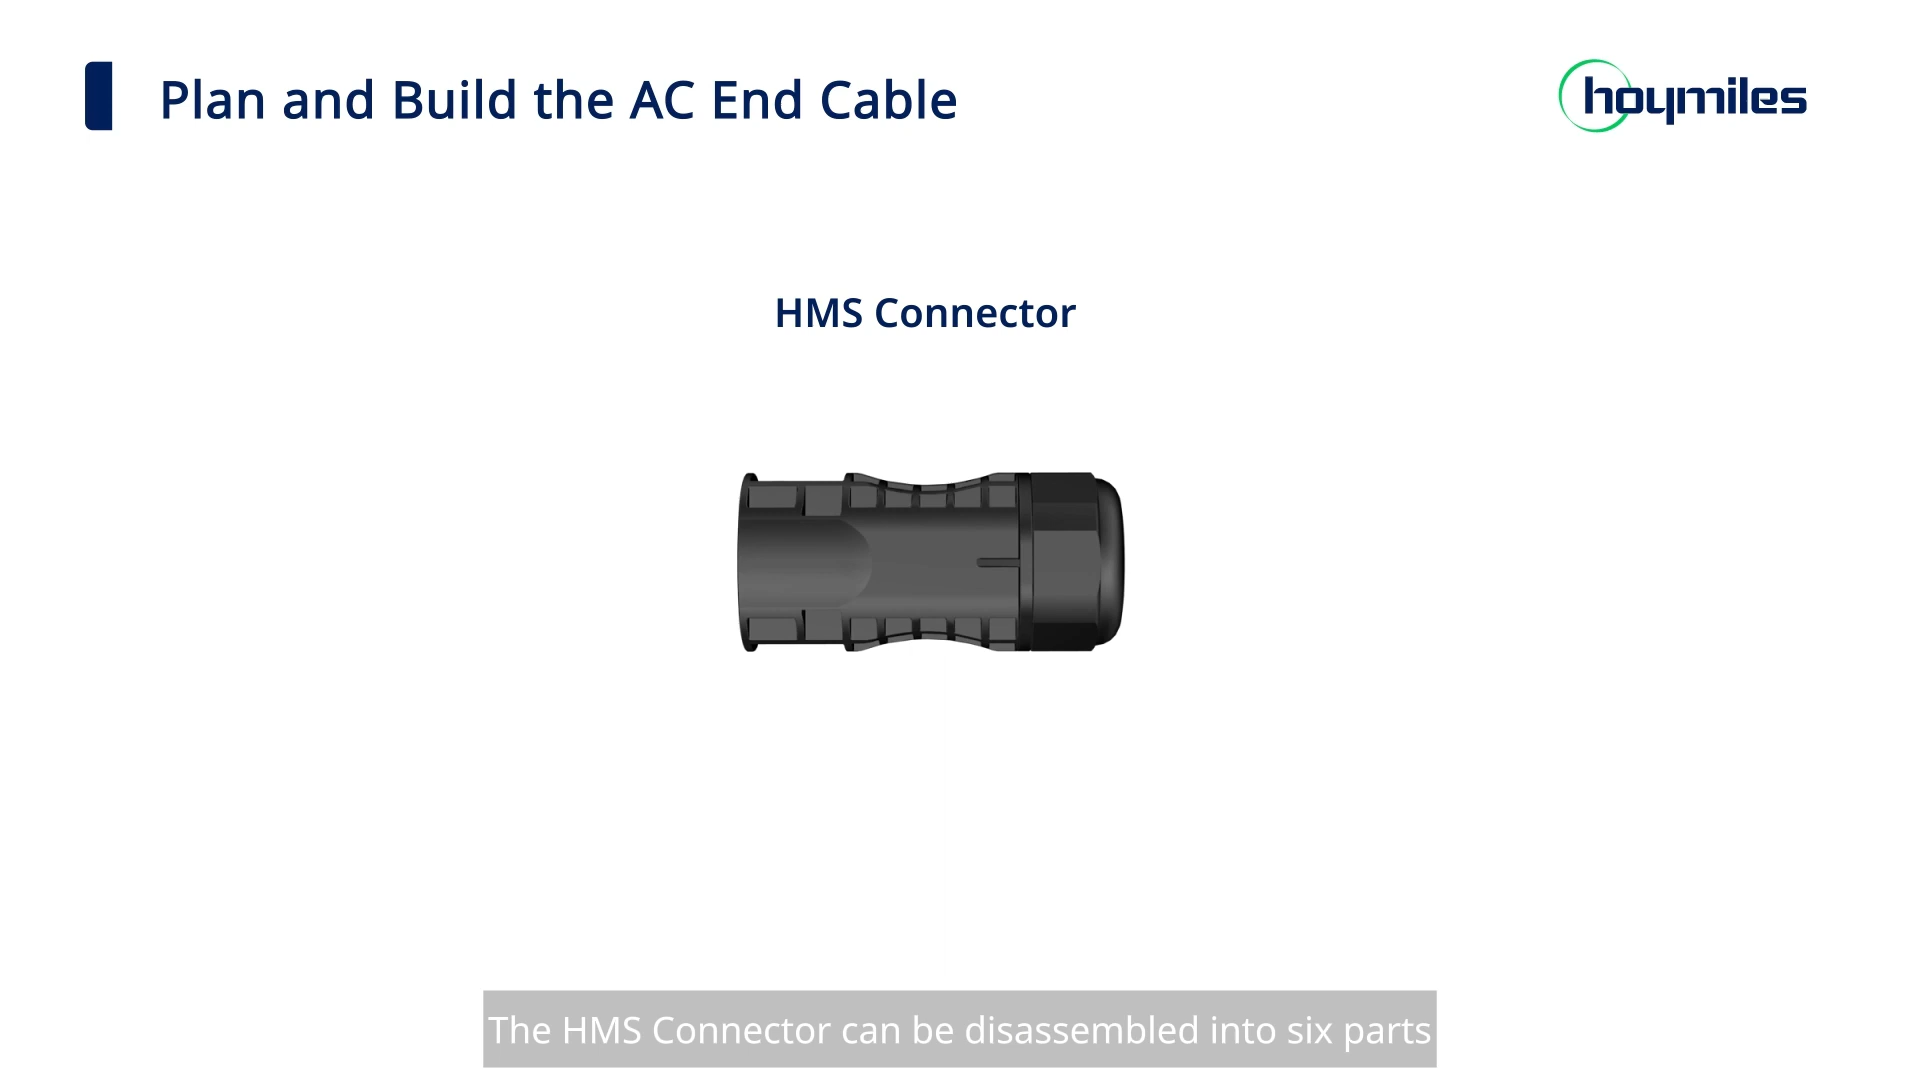 Plan and Build the AC End Cable
hoymiles
HMS Connector
The HMS Connector can be disassembled into six parts